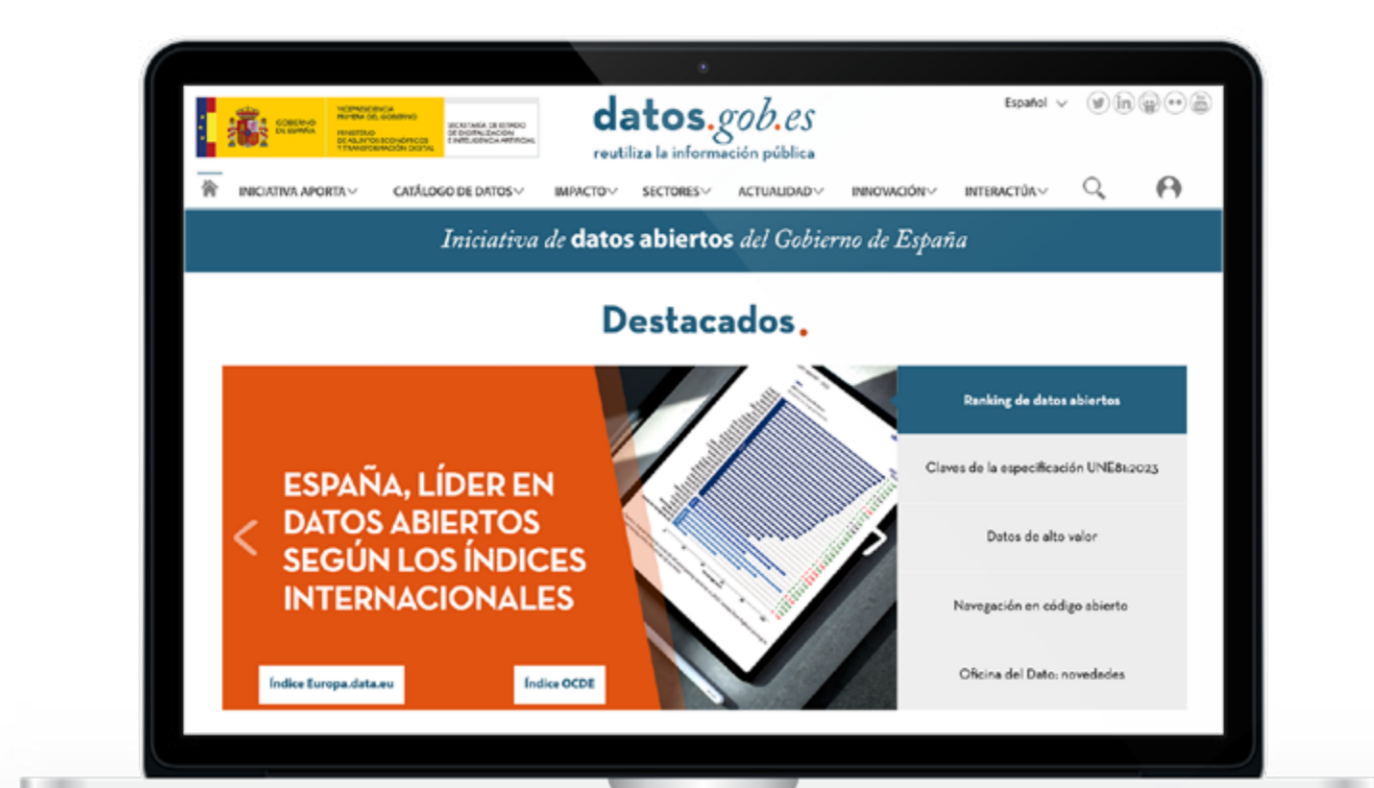 GOBIERNO
DE ESPAÑA
VICEPRESIDENCIA
PRIMERA DEL GOBIERNO
MINISTERIO
DE ASUNTOS ECONÓMICOS
Y TRANSFORMACIÓN DIGITAL
SECRETARÍA DE ESTADO
DE DIGITALIZACIÓN
E INTELIGENCIA ARTIFICIAL
datos.gob.es
reutiliza la información pública
Español
INICIATIVA APORTA
CATÁLOGO DE DATOS
IMPACTO
SECTORES
ACTUALIDAD
INNOVACIÓN
INTERACTÚA
Iniciativa de datos abiertos del Gobierno de España
Destacados.
ESPAÑA, LÍDER EN
DATOS ABIERTOS
SEGÚN LOS ÍNDICES
INTERNACIONALES
Índice Europa.data.eu
Índice OCDE
Ranking de datos abiertos
Claves de la especificación UNE81:2023
Datos de alto valor
Navegación en código abierto
Oficina del Dato: novedades